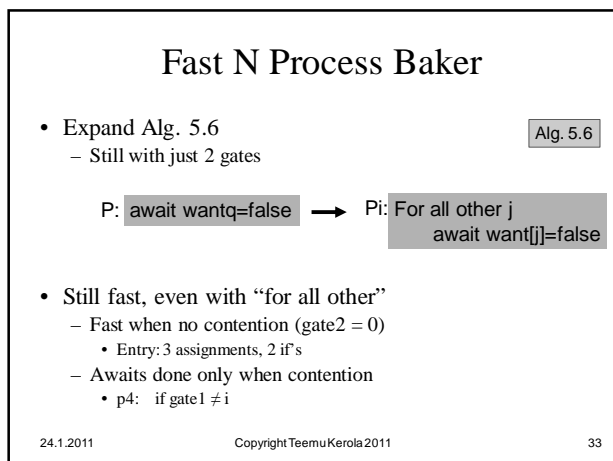 Fast N Process Baker
• Expand Alg. 5.6
Alg. 5.6
– Still with just 2 gates
P: await wantq=false
Pi: For all other j
await want[j]=false
• Still fast, even with “for all other”
– Fast when no contention (gate2 = 0)
• Entry: 3 assignments, 2 if’s
– Awaits done only when contention
• p4: if gate1 ≠ i
24.1.2011
Copyright Teemu Kerola 2011
33